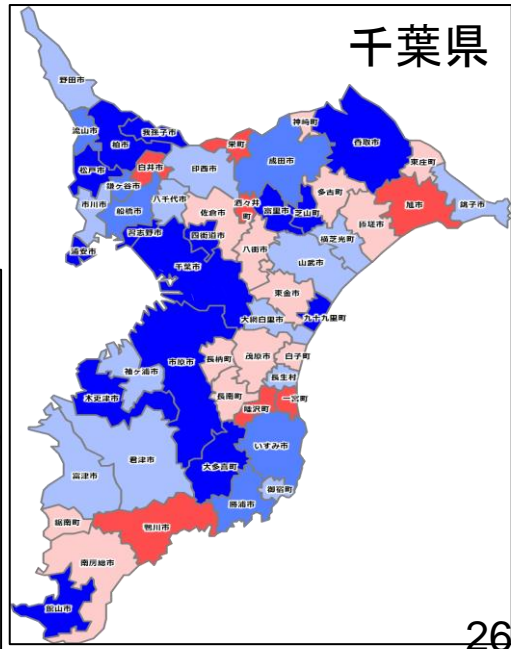 千葉県
野田市
流山市
柏市
我孫子市
松戸市
白井市
栄町
印西市
成田市
神崎町
香取市
東庄町
銚子市
旭市
匝瑳市
多古町
鎌ケ谷市
市川市
船橋市
八千代市
佐倉市
酒々井町
富里市
芝山町
横芝光町
習志野市
四街道市
八街市
山武市
浦安市
千葉市
東金市
九十九里町
大網白里市
市原市
袖ヶ浦市
木更津市
長柄町
茂原市
白子町
長生村
長南町
睦沢町
一宮町
君津市
富津市
大多喜町
いすみ市
御宿町
勝浦市
鋸南町
鴨川市
南房総市
館山市
26